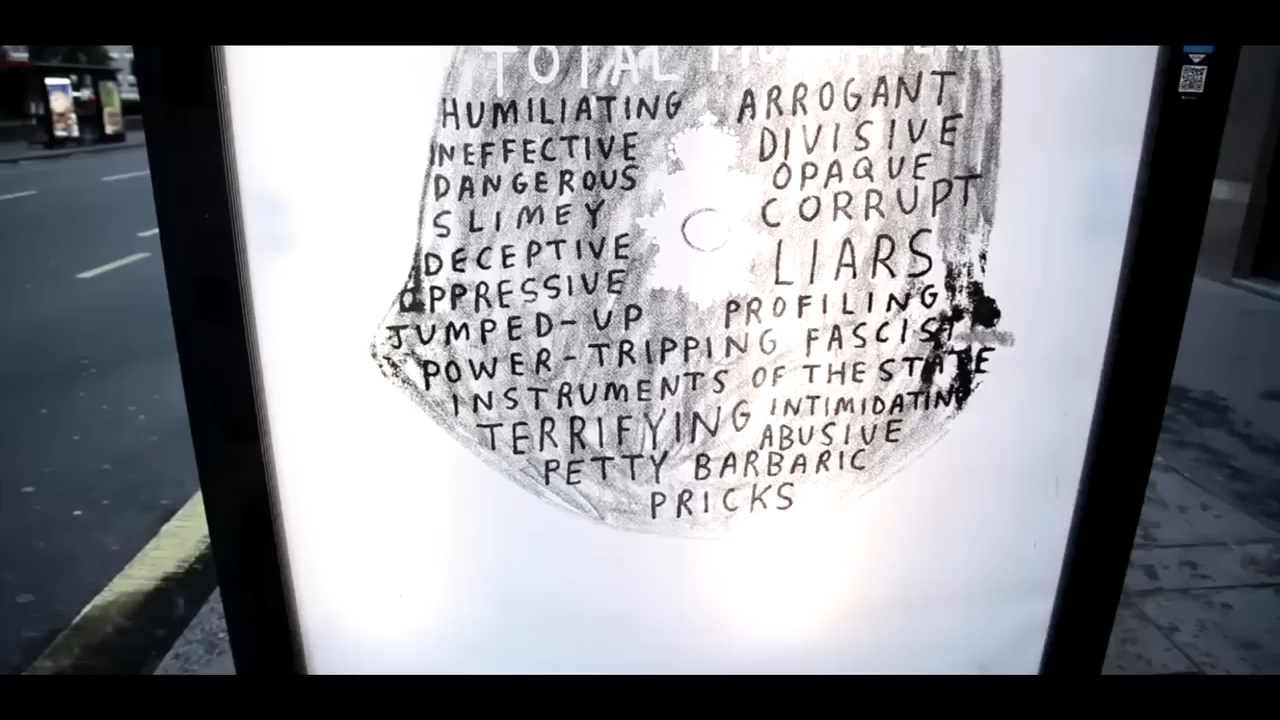 TOTAL
HUMILIATING ARROGANT
INEFFECTIVE DIVISIVE
DANGEROUS OPAQUE
SLIMEY CORRUPT
DECEPTIVE LIARS
OPPRESSIVE PROFILING
JUMPED-UP
POWER-TRIPPING FASCIST
INSTRUMENTS OF THE STATE
TERRIFYING INTIMIDATING
ABUSIVE
PETTY BARBARIC
PRICKS